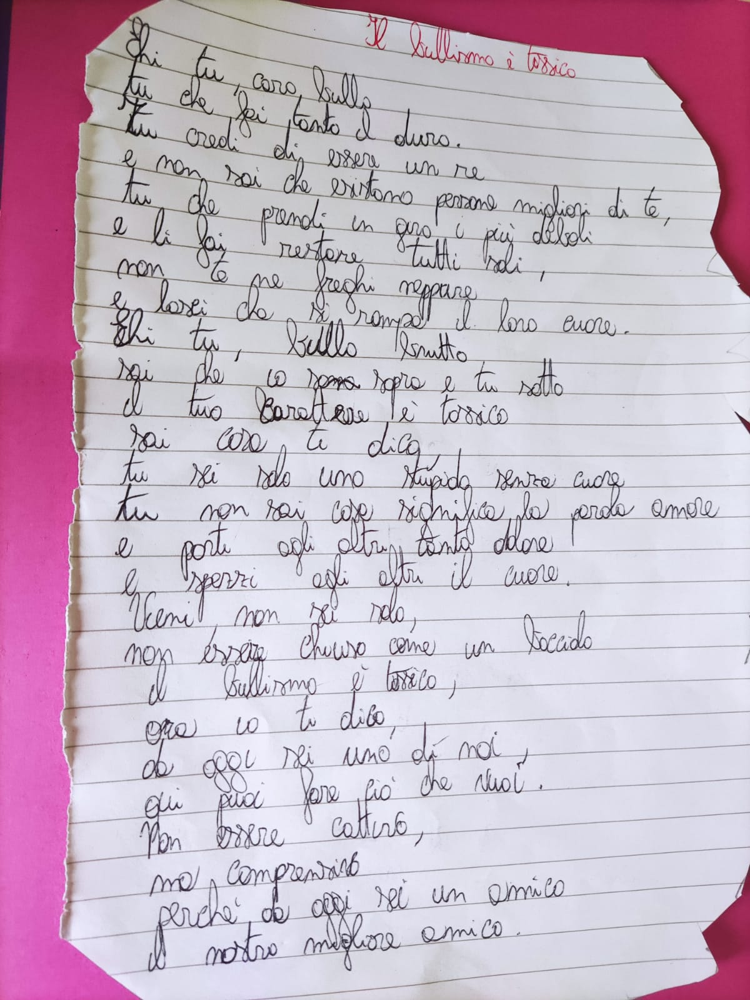 Il bullismo è tossico
Ehi tu, caro bullo
tu che fai tanto il duro.
Tu credi di essere un re
e non sai che esistono persone migliori di te,
tu che prendi in giro i più deboli
e li fai restare tutti soli,
non te ne freghi neppure
e lasci che si rompa il loro cuore.
Ehi tu, bullo brutto,
sai che io sono sopra e tu sotto
il tuo carattere è tossico
sai cosa ti dico,
tu sei solo uno stupido senza cuore
tu non sai cosa significa la parola amore
e porti agli altri tanto dolore
e spezzi agli altri il cuore.
Vieni, non sei solo,
non essere chiuso come un bocciolo
il bullismo è tossico,
ora io ti dico,
da oggi sei uno di noi,
qui puoi fare ciò che vuoi.
Non essere cattivo,
ma comprensivo
perché da oggi sei un amico
il nostro migliore amico.